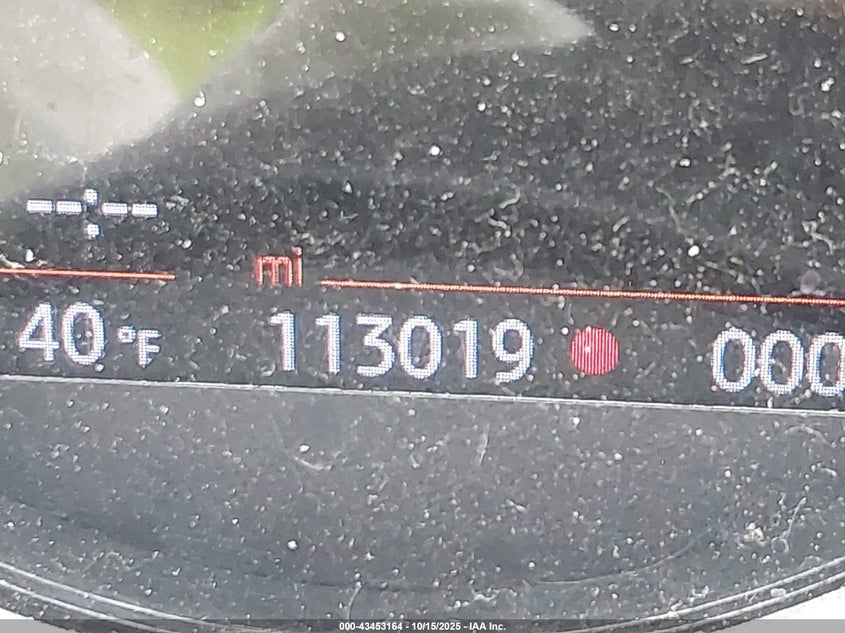 --:--
mi
40 °F 113019 000
000-43453164 - 10/15/2025 - IAA Inc.